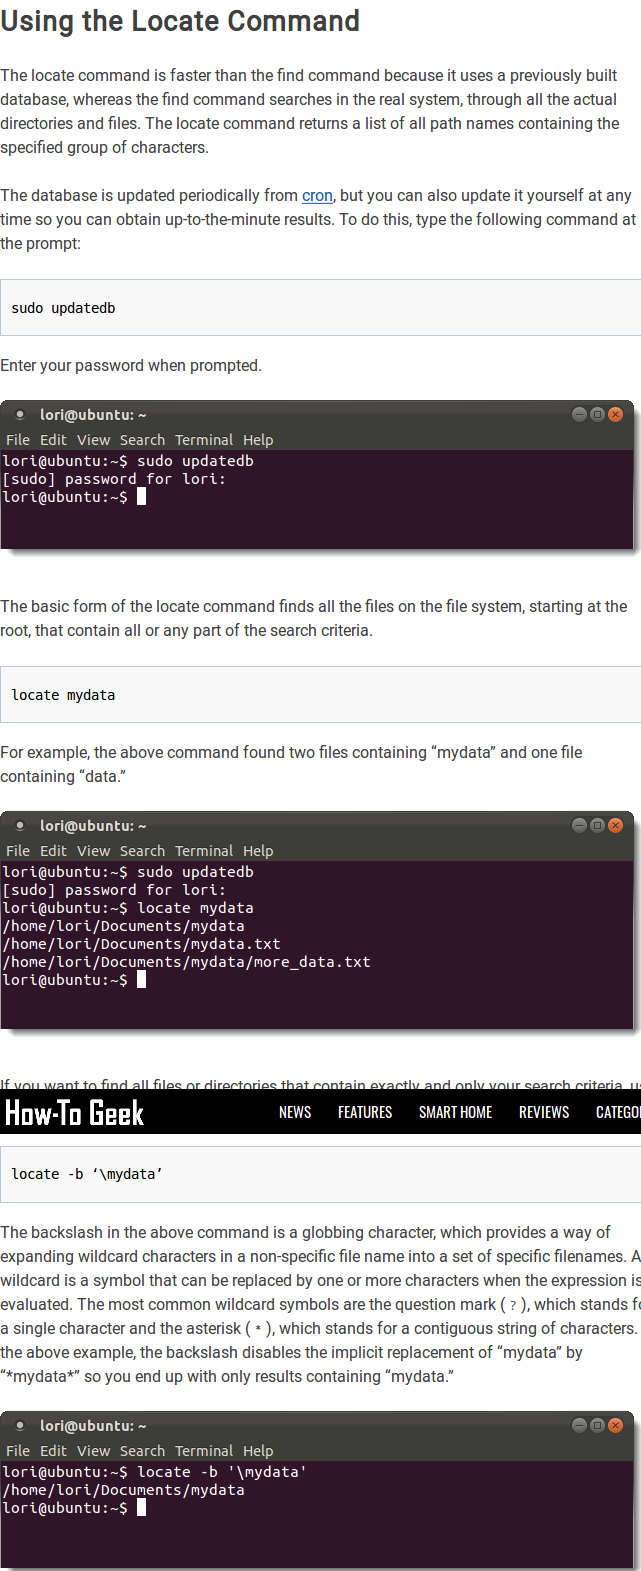 Using the Locate Command
The locate command is faster than the find command because it uses a previously built
database, whereas the find command searches in the real system, through all the actual
directories and files. The locate command returns a list of all path names containing the
specified group of characters.
The database is updated periodically from cron, but you can also update it yourself at any
time so you can obtain up-to-the-minute results. To do this, type the following command at
the prompt:
sudo updatedb
Enter your password when prompted.
lori@ubuntu: ~
File Edit View Search Terminal Help
lori@ubuntu:~$ sudo updatedb
[sudo] password for lori:
lori@ubuntu:~$
The basic form of the locate command finds all the files on the file system, starting at the
root, that contain all or any part of the search criteria.
locate mydata
For example, the above command found two files containing “mydata” and one file
containing “data.”
lori@ubuntu: ~
File Edit View Search Terminal Help
lori@ubuntu:~$ sudo updatedb
[sudo] password for lori:
lori@ubuntu:~$ locate mydata
/home/lori/Documents/mydata
/home/lori/Documents/mydata.txt
/home/lori/Documents/mydata/more_data.txt
lori@ubuntu:~$
If you want to find all files or directories that contain exactly and only your search criteria, u
How-To Geek NEWS FEATURES SMART HOME REVIEWS CATEGO
locate -b ‘\mydata’
The backslash in the above command is a globbing character, which provides a way of
expanding wildcard characters in a non-specific file name into a set of specific filenames. A
wildcard is a symbol that can be replaced by one or more characters when the expression is
evaluated. The most common wildcard symbols are the question mark ( ? ), which stands fo
a single character and the asterisk ( * ), which stands for a contiguous string of characters.
the above example, the backslash disables the implicit replacement of “mydata” by
“*mydata*” so you end up with only results containing “mydata.”
lori@ubuntu: ~
File Edit View Search Terminal Help
lori@ubuntu:~$ locate -b '\mydata'
/home/lori/Documents/mydata
lori@ubuntu:~$